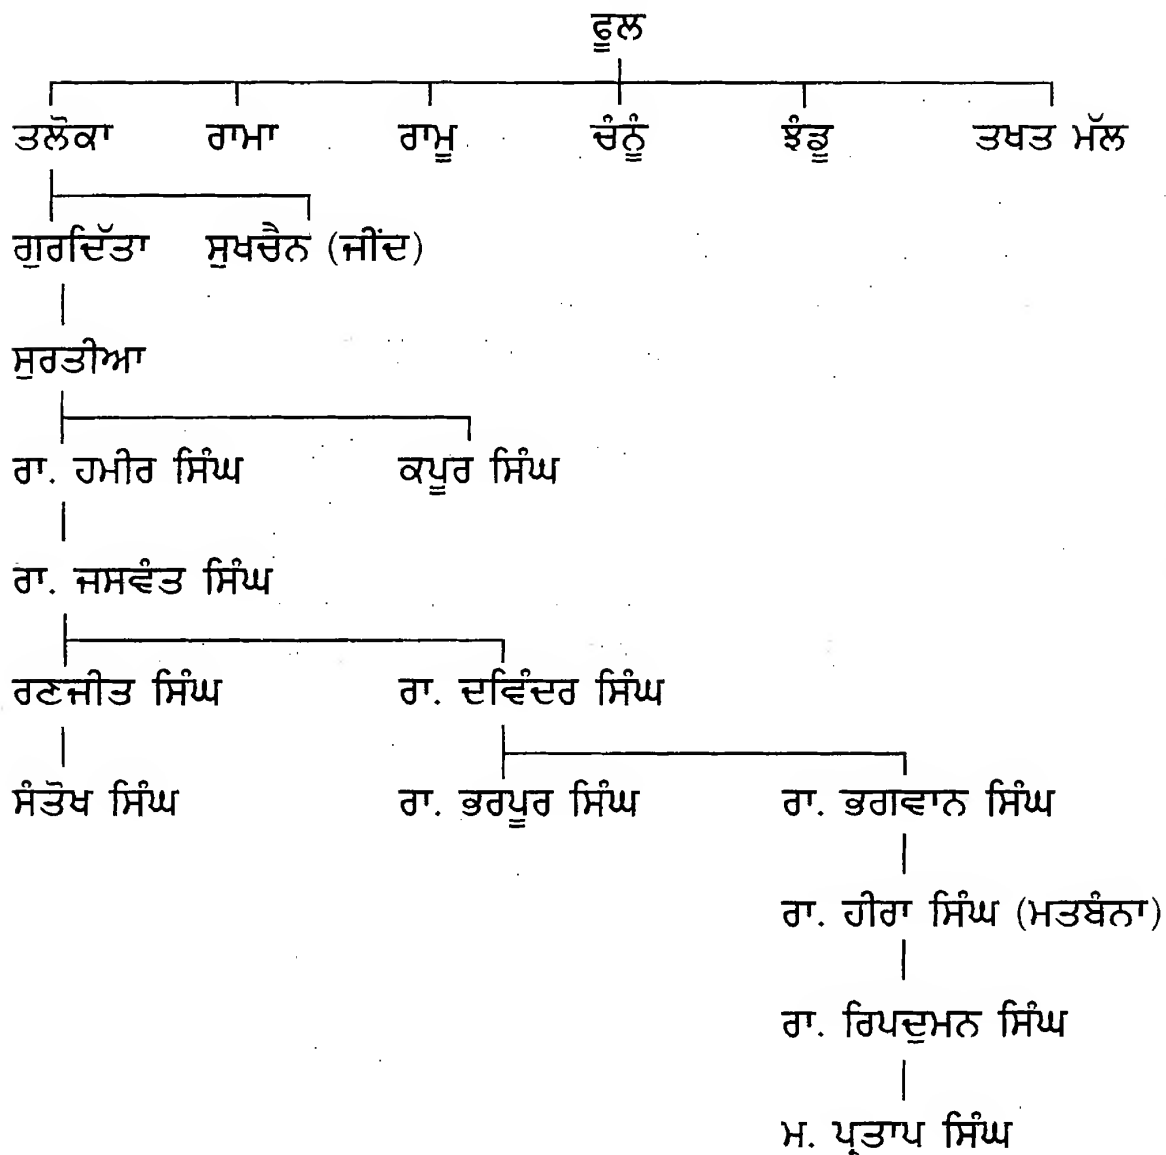 ਫੂਲ
ਤਲੋਕਾ ਰਾਮਾ ਰਾਮੂ ਚੰਨੂੰ ਝੰਡੂ ਤਖਤ ਮੱਲ
ਗੁਰਦਿੱਤਾ ਸੁਖਚੈਨ (ਜੀਂਦ)
ਸੁਰਤੀਆ
ਰਾ. ਹਮੀਰ ਸਿੰਘ ਕਪੂਰ ਸਿੰਘ
ਰਾ. ਜਸਵੰਤ ਸਿੰਘ
ਰਣਜੀਤ ਸਿੰਘ ਰਾ. ਦਵਿੰਦਰ ਸਿੰਘ
ਸੰਤੋਖ ਸਿੰਘ ਰਾ. ਭਰਪੂਰ ਸਿੰਘ ਰਾ. ਭਗਵਾਨ ਸਿੰਘ
ਰਾ. ਹੀਰਾ ਸਿੰਘ (ਮਤਬੰਨਾ)
ਰਾ. ਰਿਪਦੁਮਨ ਸਿੰਘ
ਮ. ਪ੍ਰਤਾਪ ਸਿੰਘ